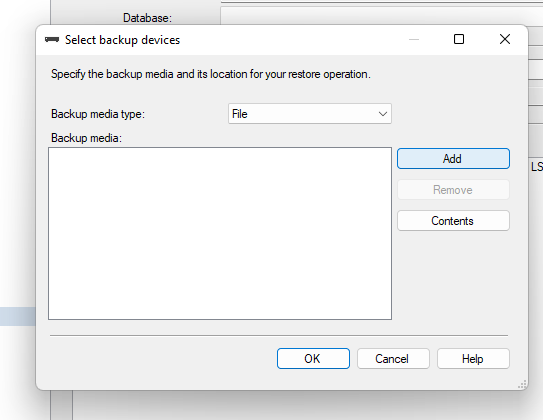 Database:
Select backup devices
Specify the backup media and its location for your restore operation.
Backup media type:
File
Backup media:
Add
LS
Remove
Contents
OK
Cancel
Help